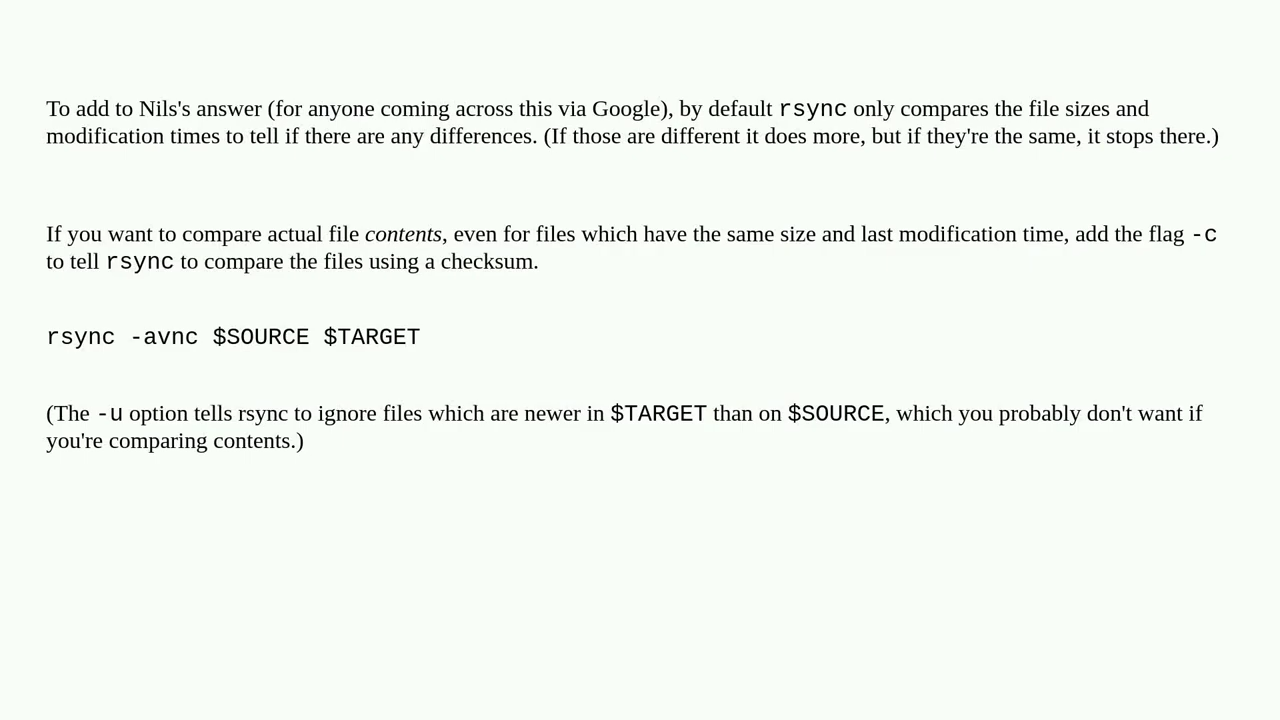 To add to Nils's answer (for anyone coming across this via Google), by default rsync only compares the file sizes and
modification times to tell if there are any differences. (If those are different it does more, but if they're the same, it stops there.)
If you want to compare actual file contents, even for files which have the same size and last modification time, add the flag -c
to tell rsync to compare the files using a checksum.
rsync -avnc $SOURCE $TARGET
(The -u option tells rsync to ignore files which are newer in $TARGET than on $SOURCE, which you probably don't want if
you're comparing contents.)